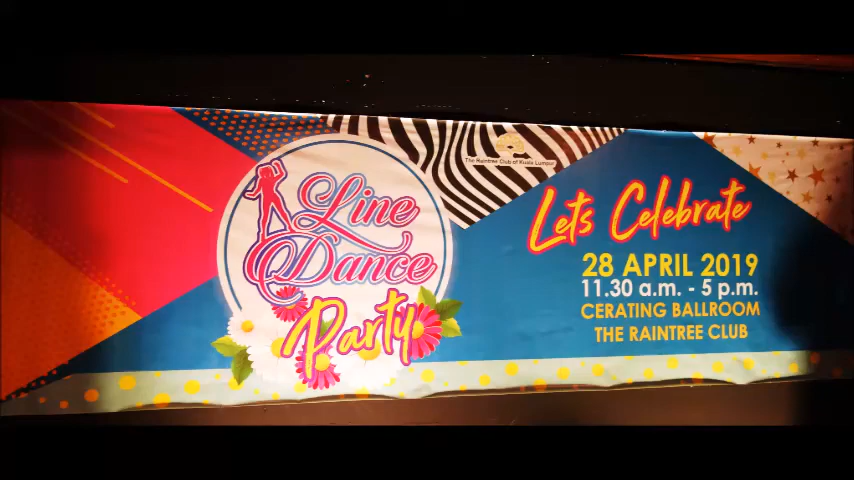 Line
Dance
Party
The Raintree Club of Kuala Lumpur
Lets Celebrate
28 APRIL 2019
11.30 a.m. - 5 p.m.
CERATING BALLROOM
THE RAINTREE CLUB